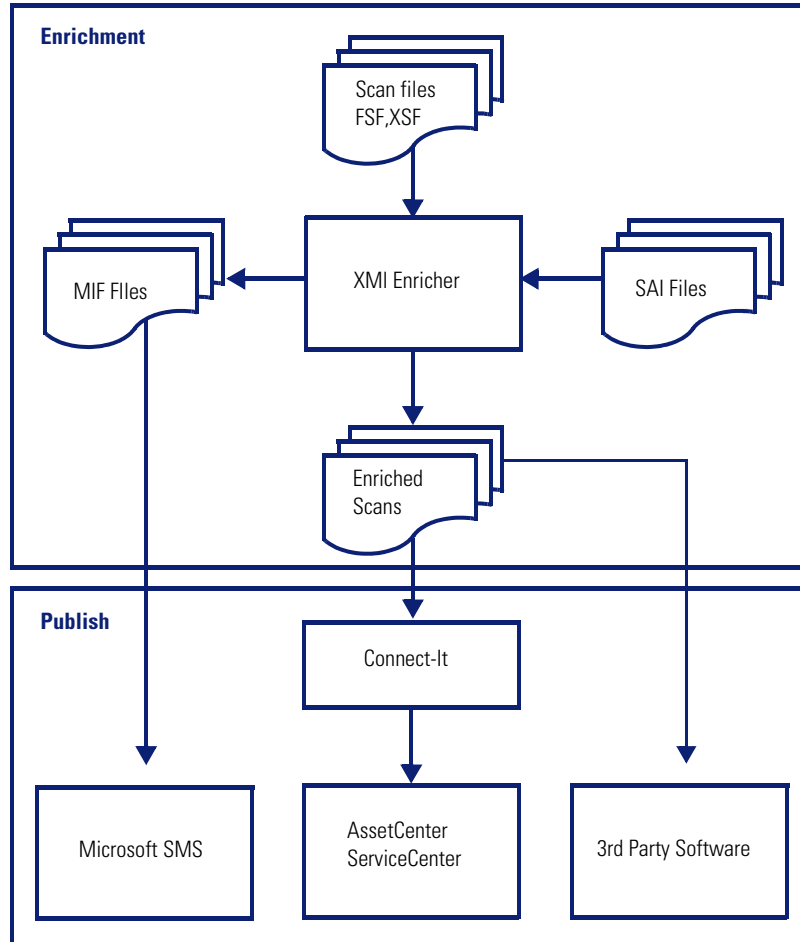 Enrichment
Scan files
FSF,XSF
MIF FIles
XMI Enricher
SAI Files
Enriched
Scans
Publish
Connect-It
Microsoft SMS
AssetCenter
ServiceCenter
3rd Party Software